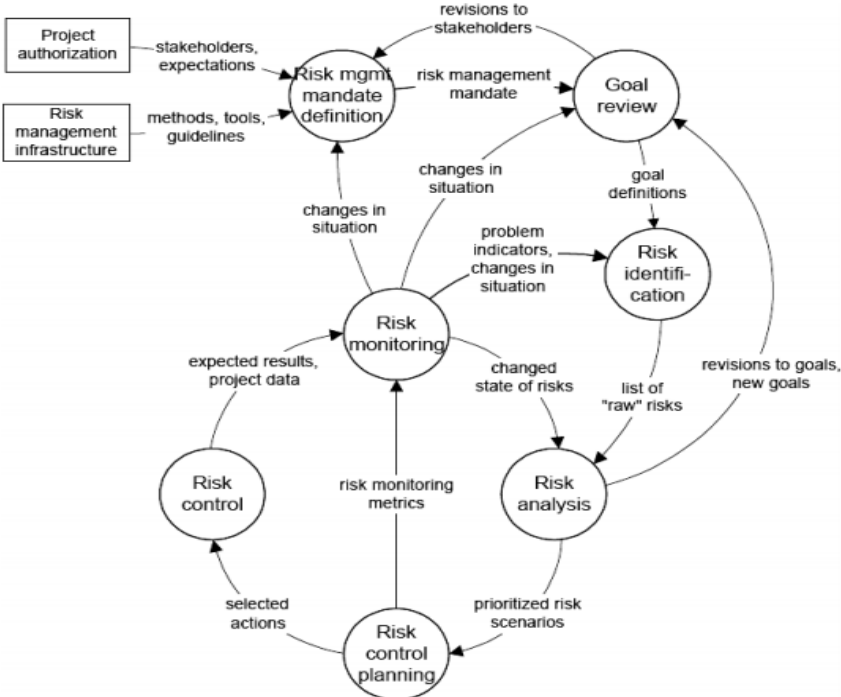 revisions to
stakeholders
Project
authorization
stakeholders,
expectations
Risk mgmt
mandate
definition
risk management
mandate
Goal
review
Risk
management
infrastructure
methods, tools,
guidelines
changes in
situation
goal
definitions
changes in
situation
problem
indicators,
changes in
situation
Risk
identifi-
cation
Risk
monitoring
expected results,
project data
changed
state of risks
list of
"raw" risks
revisions to goals,
new goals
Risk
control
risk monitoring
metrics
Risk
analysis
selected
actions
prioritized risk
scenarios
Risk
control
planning